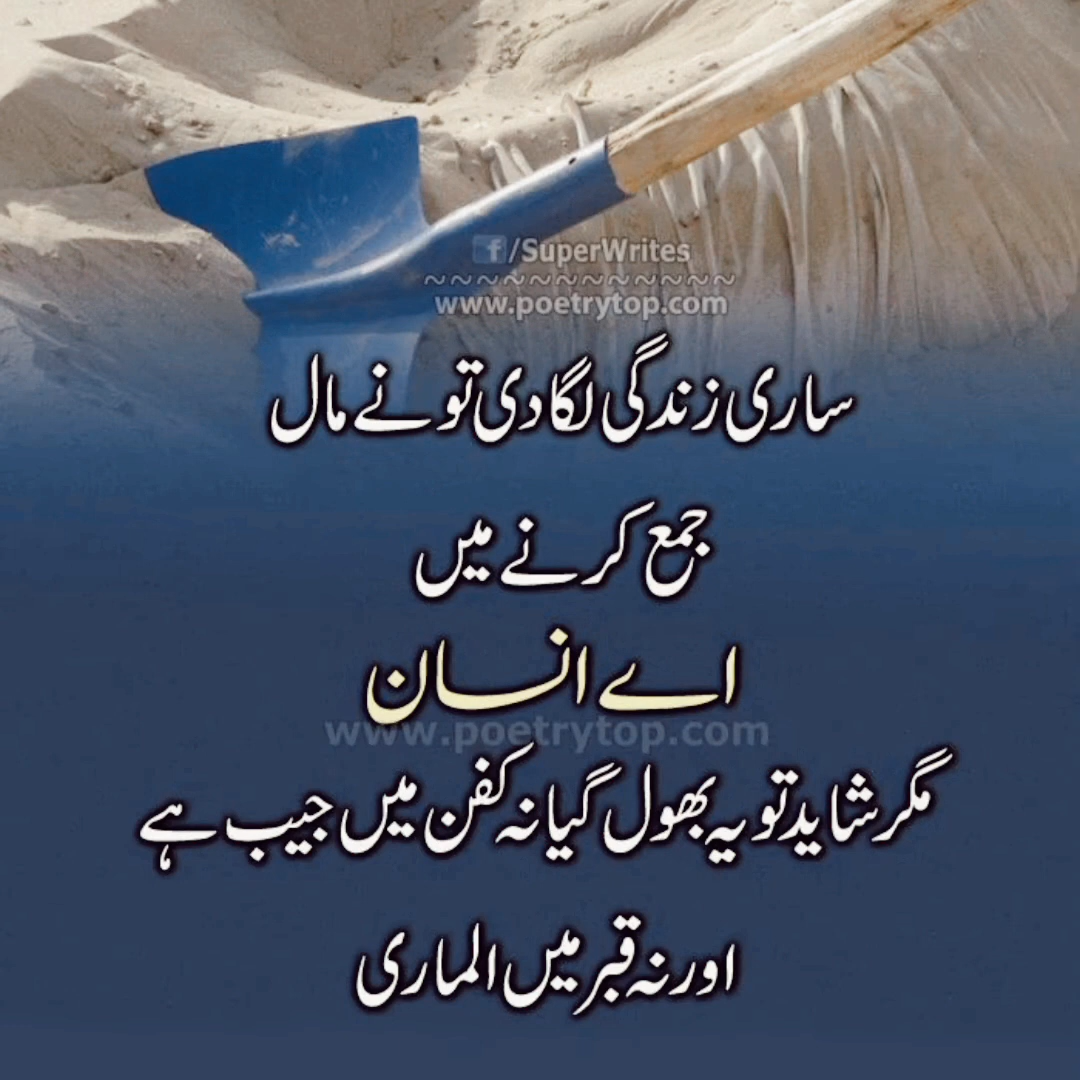 f/SuperWrites
~~~~~~~~~~~~
www.poetrytop.com
ساری زندگی لگا دی تو نے مال
جمع کرنے میں
اے انسان
www.poetrytop.com
مگر شاید تو یہ بھول گیا نہ کفن میں جیب ہے
اور نہ قبر میں الماری